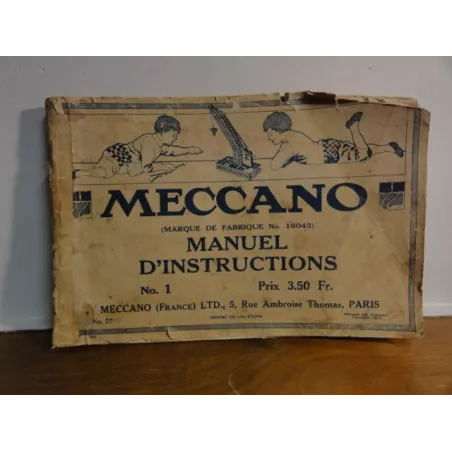 MECCANO
(MARQUE DE FABRIQUE No. 16043)
MANUEL
D'INSTRUCTIONS
No. 1 Prix 3.50 Fr.
MECCANO (FRANCE) LTD., 5, Rue Ambroise Thomas, PARIS
No.